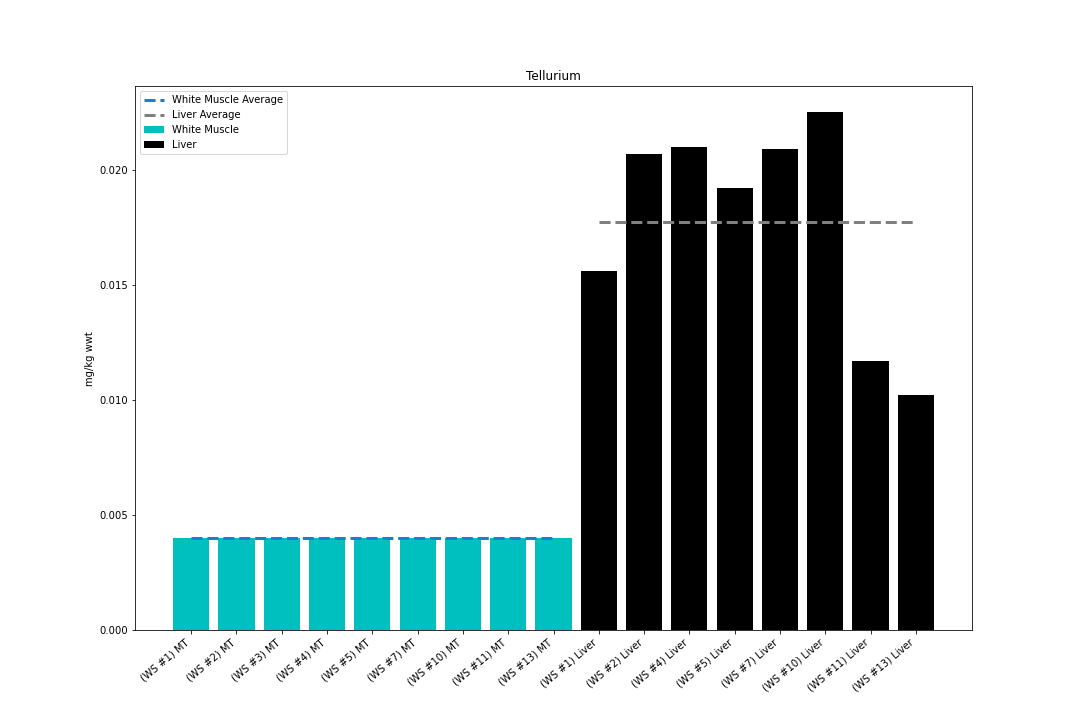 Tellurium
White Muscle Average
Liver Average
White Muscle
Liver
mg/kg wwt
0.020
0.015
0.010
0.005
0.000
(WS #1) MT
(WS #2) MT
(WS #3) MT
(WS #4) MT
(WS #5) MT
(WS #7) MT
(WS #10) MT
(WS #11) MT
(WS #13) MT
(WS #1) Liver
(WS #2) Liver
(WS #4) Liver
(WS #5) Liver
(WS #7) Liver
(WS #10) Liver
(WS #11) Liver
(WS #13) Liver